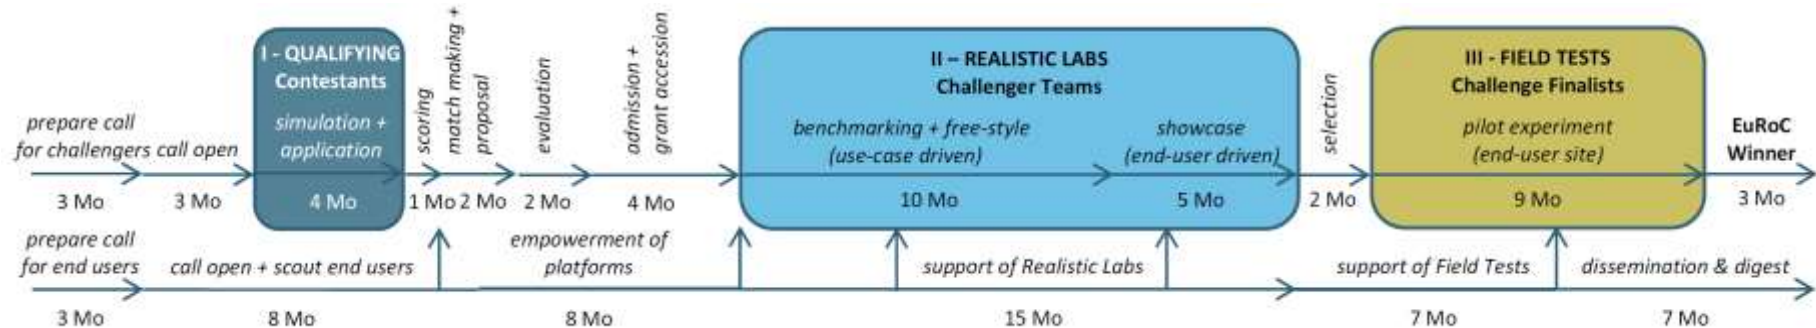 prepare call
for challengers
call open
I - QUALIFYING
Contestants
simulation +
application
scoring
match making +
proposal
evaluation
admission +
grant accession
II – REALISTIC LABS
Challenger Teams
benchmarking + free-style
(use-case driven)
showcase
(end-user driven)
selection
III - FIELD TESTS
Challenge Finalists
pilot experiment
(end-user site)
EuRoC
Winner
3 Mo
3 Mo
4 Mo
1 Mo
2 Mo
2 Mo
4 Mo
10 Mo
5 Mo
2 Mo
9 Mo
3 Mo
prepare call
for end users
call open + scout end users
empowerment of
platforms
support of Realistic Labs
support of Field Tests
dissemination & digest
3 Mo
8 Mo
8 Mo
15 Mo
7 Mo
7 Mo